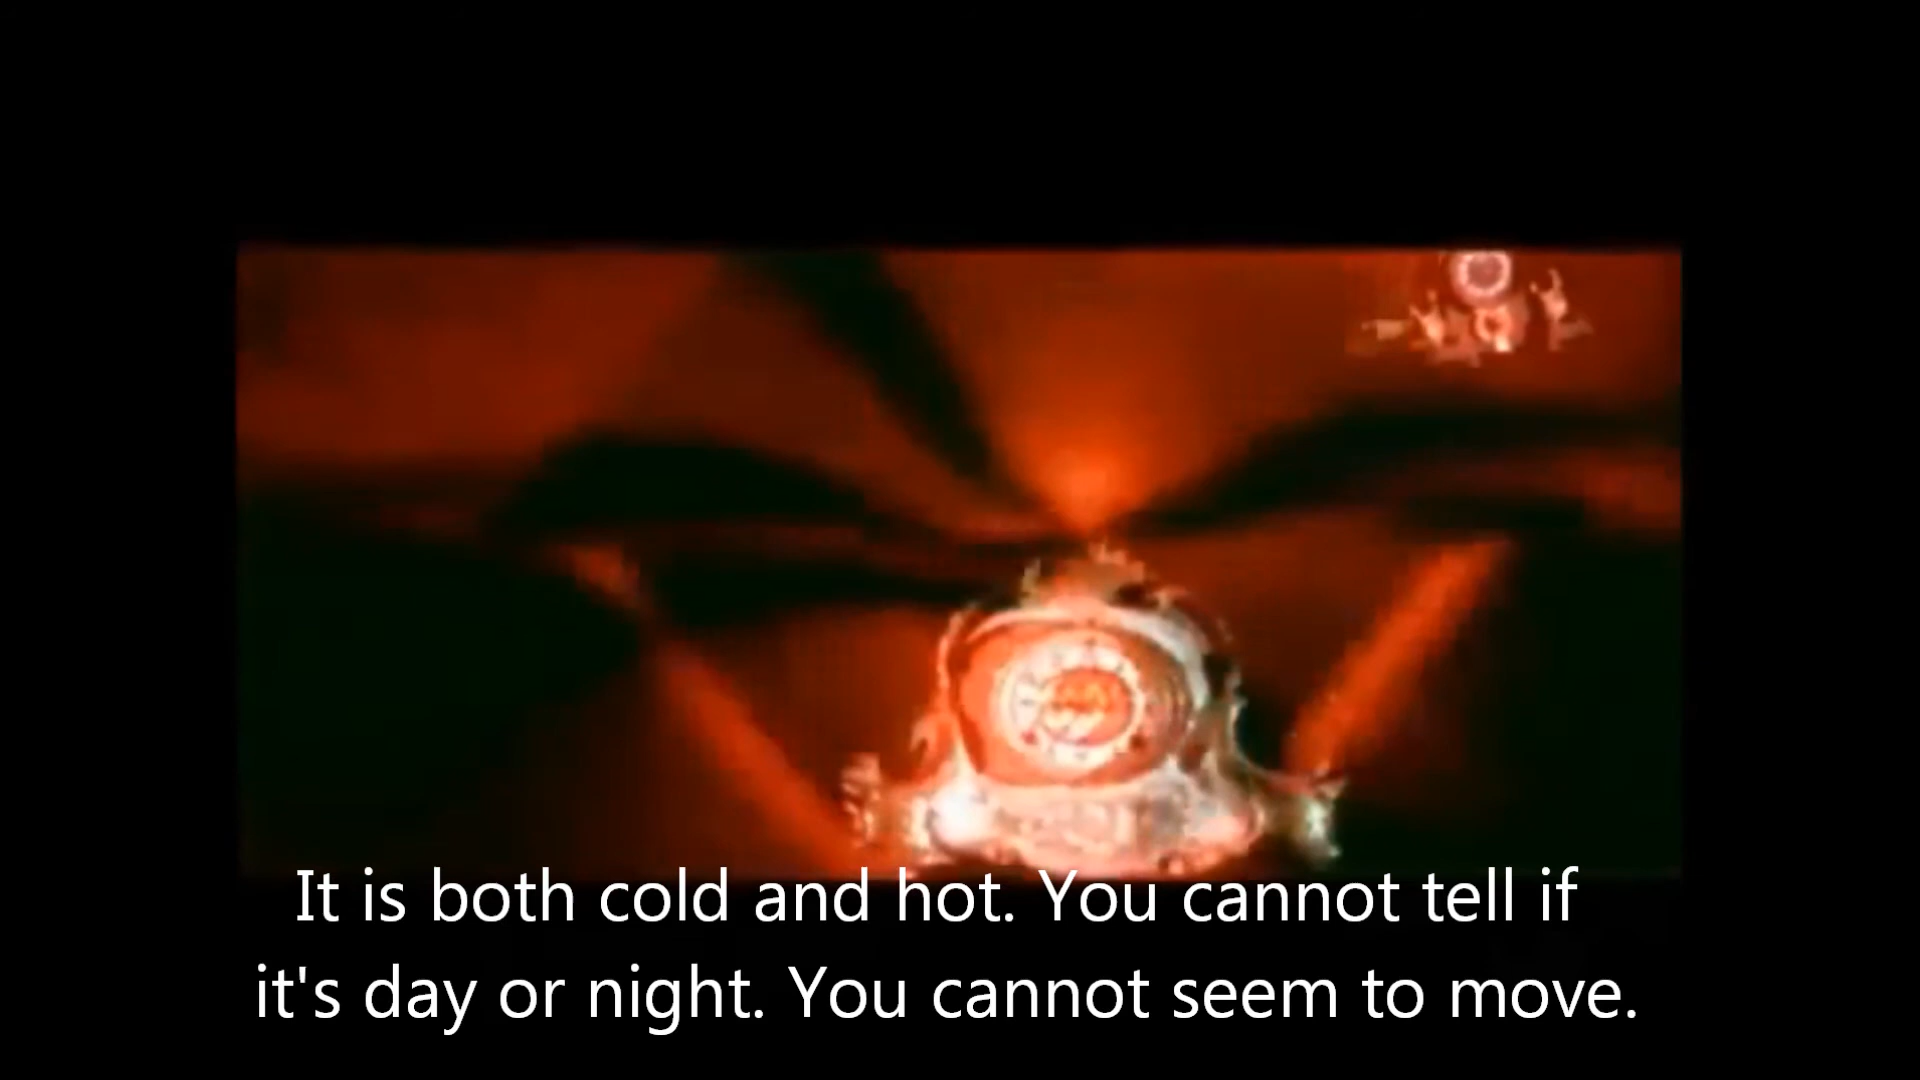 It is both cold and hot. You cannot tell if
it's day or night. You cannot seem to move.